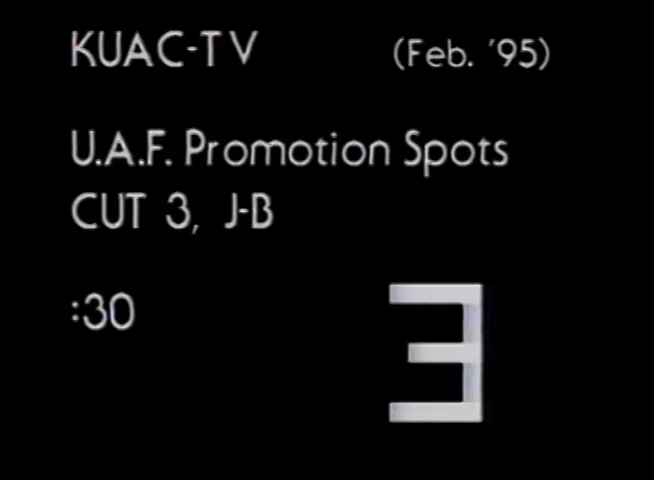 KUAC-TV (Feb. '95)
U.A.F. Promotion Spots
CUT 3, J-B
:30
3